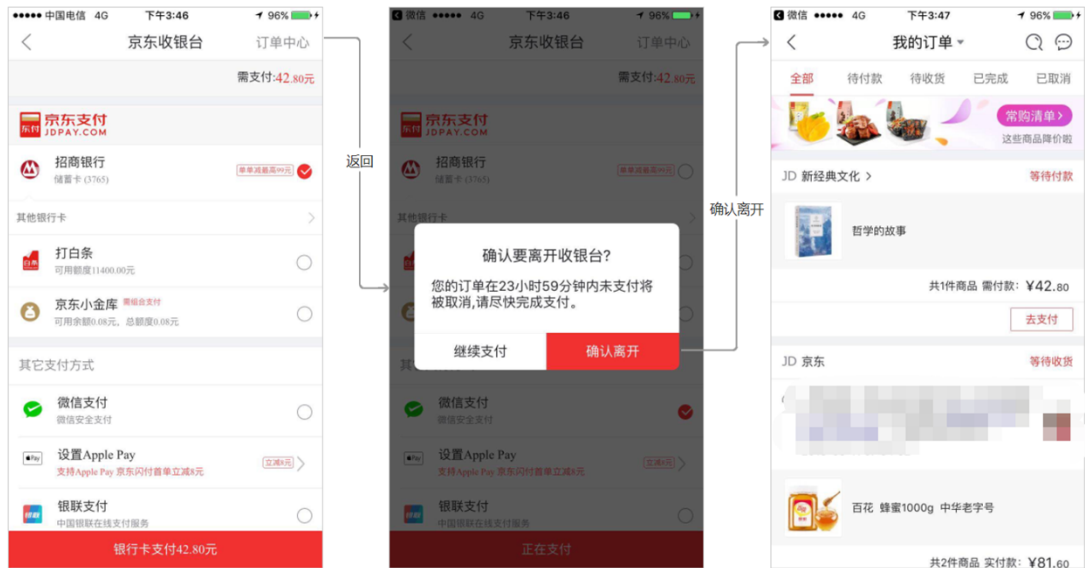 中国电信 4G 下午3:46 96%
京东收银台 订单中心
需支付:42.80元
东付 京东支付
JDPAY.COM
招商银行
储蓄卡 (3765) 单单减最高99元
其他银行卡
白条 打白条
可用额度11400.00元
京东小金库 需组合支付
可用余额0.08元, 总额度0.08元
其它支付方式
微信支付
微信安全支付
Pay 设置Apple Pay
支持Apple Pay 京东闪付首单立减8元 立减8元
银联 银联支付
中国银联在线支付服务
银行卡支付42.80元
返回
微信 4G 下午3:46 96%
京东收银台 订单中心
需支付:42.80元
东付 京东支付
JDPAY.COM
招商银行
储蓄卡 (3765) 单单减最高99元
其他银行卡
确认要离开收银台?
您的订单在23小时59分钟内未支付将
被取消,请尽快完成支付。
继续支付 确认离开
微信支付
微信安全支付
Pay 设置Apple Pay
支持Apple Pay 京东闪付首单立减8元 立减8元
银联 银联支付
中国银联在线支付服务
正在支付
确认离开
微信 4G 下午3:47 96%
我的订单
全部 待付款 待收货 已完成 已取消
常购清单
这些商品降价啦
JD 新经典文化 等待付款
哲学的故事
共1件商品 需付款: ¥42.80
去支付
JD 京东 等待收货
百花 蜂蜜1000g 中华老字号
共2件商品 实付款: ¥81.60